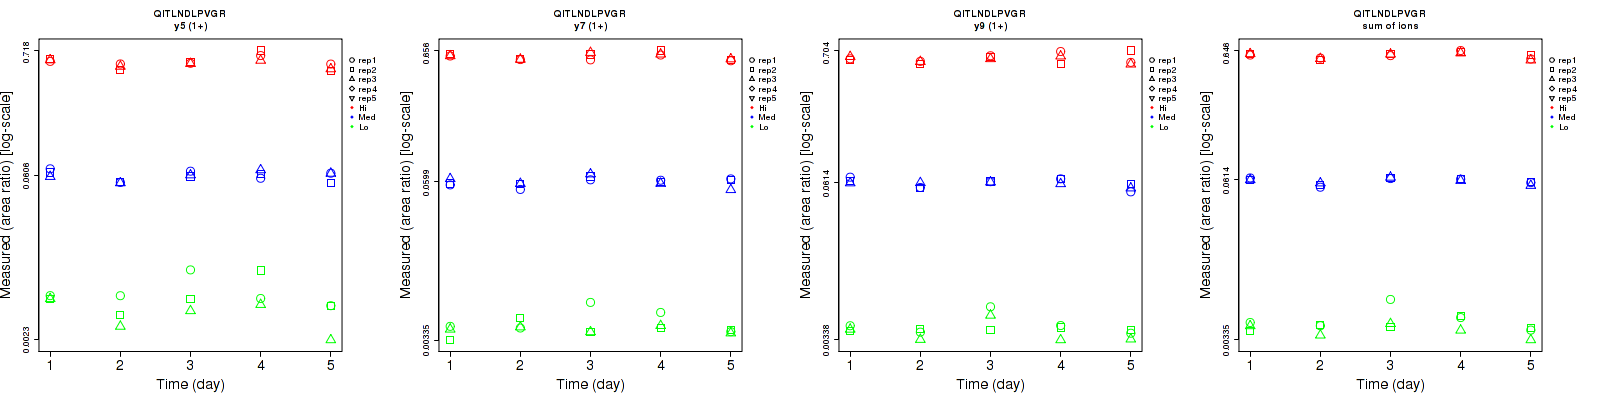 QITLNDLPVGR
y5 (1+)
Measured (area ratio) [log-scale]
0.718
0.0606
0.00323
1 2 3 4 5
Time (day)
rep1
rep2
rep3
rep4
rep5
Hi
Med
Lo
QITLNDLPVGR
y7 (1+)
Measured (area ratio) [log-scale]
0.656
0.0599
0.00335
1 2 3 4 5
Time (day)
rep1
rep2
rep3
rep4
rep5
Hi
Med
Lo
QITLNDLPVGR
y9 (1+)
Measured (area ratio) [log-scale]
0.704
0.0614
0.00338
1 2 3 4 5
Time (day)
rep1
rep2
rep3
rep4
rep5
Hi
Med
Lo
QITLNDLPVGR
sum of ions
Measured (area ratio) [log-scale]
0.0614
0.00335
1 2 3 4 5
Time (day)
rep1
rep2
rep3
rep4
rep5
Hi
Med
Lo